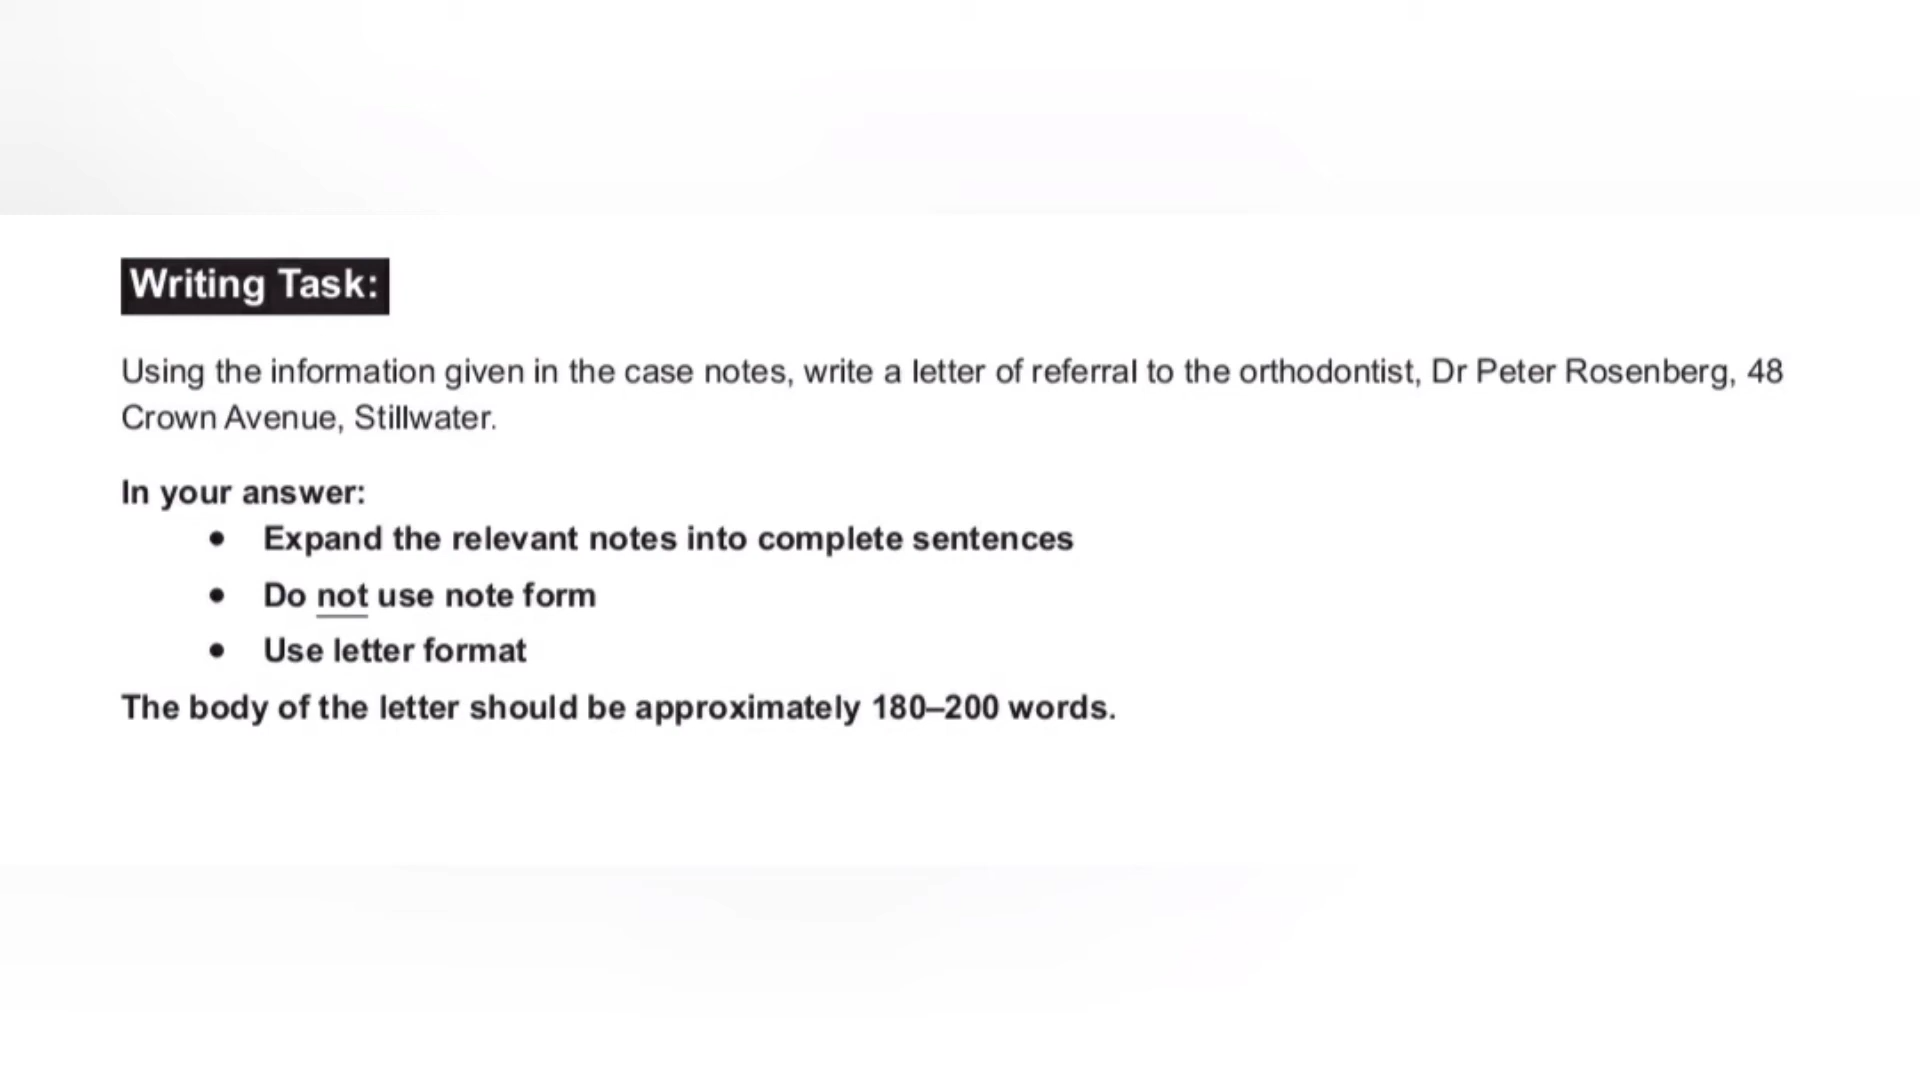 Writing Task:
Using the information given in the case notes, write a letter of referral to the orthodontist, Dr Peter Rosenberg, 48
Crown Avenue, Stillwater.
In your answer:
• Expand the relevant notes into complete sentences
• Do not use note form
• Use letter format
The body of the letter should be approximately 180–200 words.